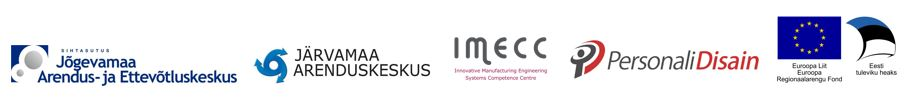 SIHTASUTUS
Jõgevamaa
Arendus- ja Ettevõtluskeskus
JÄRVAMAA
ARENDUSKESKUS
IMECC
Innovative Manufacturing Engineering
Systems Competence Centre
PersonaliDisain
Euroopa Liit
Euroopa
Regionaalarengu Fond
Eesti
tuleviku heaks